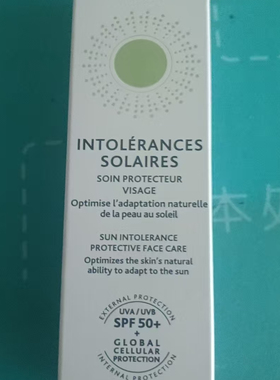 INTOLÉRANCES
SOLAIRES
SOIN PROTECTEUR
VISAGE
Optimise l'adaptation naturelle
de la peau au soleil
SUN INTOLERANCE
PROTECTIVE FACE CARE
Optimizes the skin's natural
ability to adapt to the sun
EXTERNAL PROTECTION
UVA / UVB
SPF 50+
+
GLOBAL
CELLULAR
PROTECTION
INTERNAL PROTECTION
本